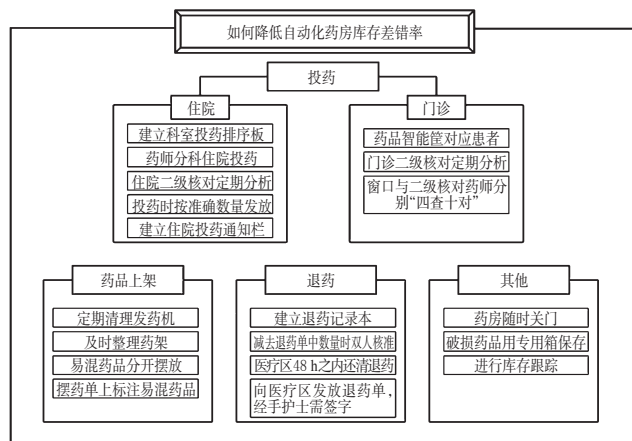 如何降低自动化药房库存差错率
投药
住院
建立科室投药排序板
药师分科住院投药
住院二级核对定期分析
投药时按准确数量发放
建立住院投药通知栏
门诊
药品智能筐对应患者
门诊二级核对定期分析
窗口与二级核对药师分
别“四查十对”
药品上架
定期清理发药机
及时整理药架
易混药品分开摆放
摆药单上标注易混药品
退药
建立退药记录本
减去退药单中数量时双人核准
医疗区48 h之内还清退药
向医疗区发放退药单，
经手护士需签字
其他
药房随时关门
破损药品用专用箱保存
进行库存跟踪